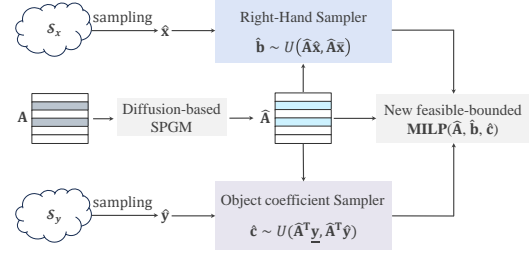 sampling
𝒮ₓ
x̂
Right-Hand Sampler
b̂ ~ U(Âx̂, Âx̄)
A
Diffusion-based
SPGM
Â
New feasible-bounded
MILP(Â, b̂, ĉ)
sampling
𝒮ᵧ
ŷ
Object coefficient Sampler
ĉ ~ U(Âᵀy̲, Âᵀŷ)